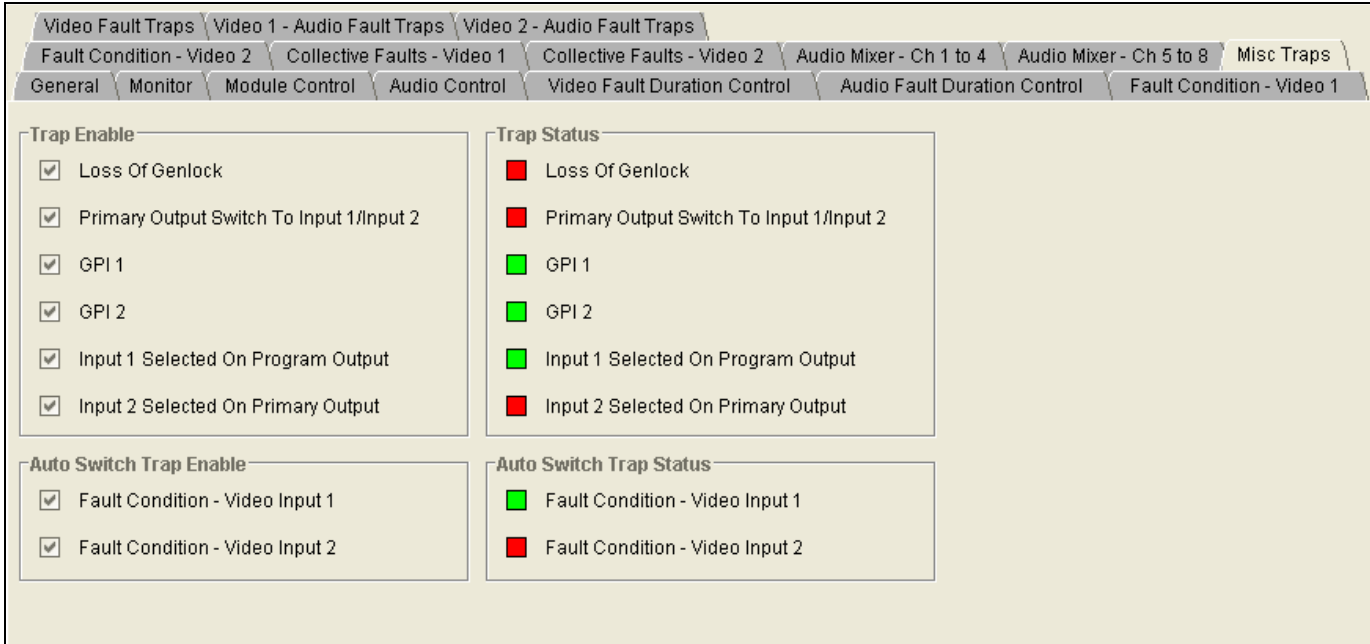 Video Fault Traps Video 1 - Audio Fault Traps Video 2 - Audio Fault Traps
Fault Condition - Video 2 Collective Faults - Video 1 Collective Faults - Video 2 Audio Mixer - Ch 1 to 4 Audio Mixer - Ch 5 to 8 Misc Traps
General Monitor Module Control Audio Control Video Fault Duration Control Audio Fault Duration Control Fault Condition - Video 1
Trap Enable
Loss Of Genlock
Primary Output Switch To Input 1/Input 2
GPI 1
GPI 2
Input 1 Selected On Program Output
Input 2 Selected On Primary Output
Trap Status
Loss Of Genlock
Primary Output Switch To Input 1/Input 2
GPI 1
GPI 2
Input 1 Selected On Program Output
Input 2 Selected On Primary Output
Auto Switch Trap Enable
Fault Condition - Video Input 1
Fault Condition - Video Input 2
Auto Switch Trap Status
Fault Condition - Video Input 1
Fault Condition - Video Input 2